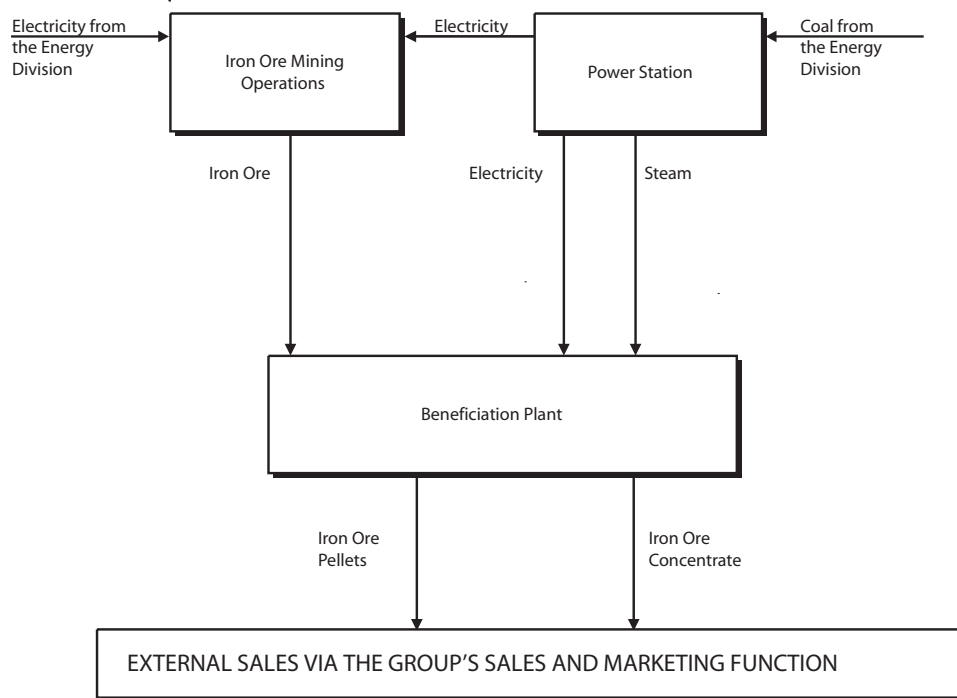 Electricity from
the Energy
Division
Iron Ore Mining
Operations
Electricity
Power Station
Coal from
the Energy
Division
Iron Ore
Electricity
Steam
Beneficiation Plant
Iron Ore
Pellets
Iron Ore
Concentrate
EXTERNAL SALES VIA THE GROUP'S SALES AND MARKETING FUNCTION